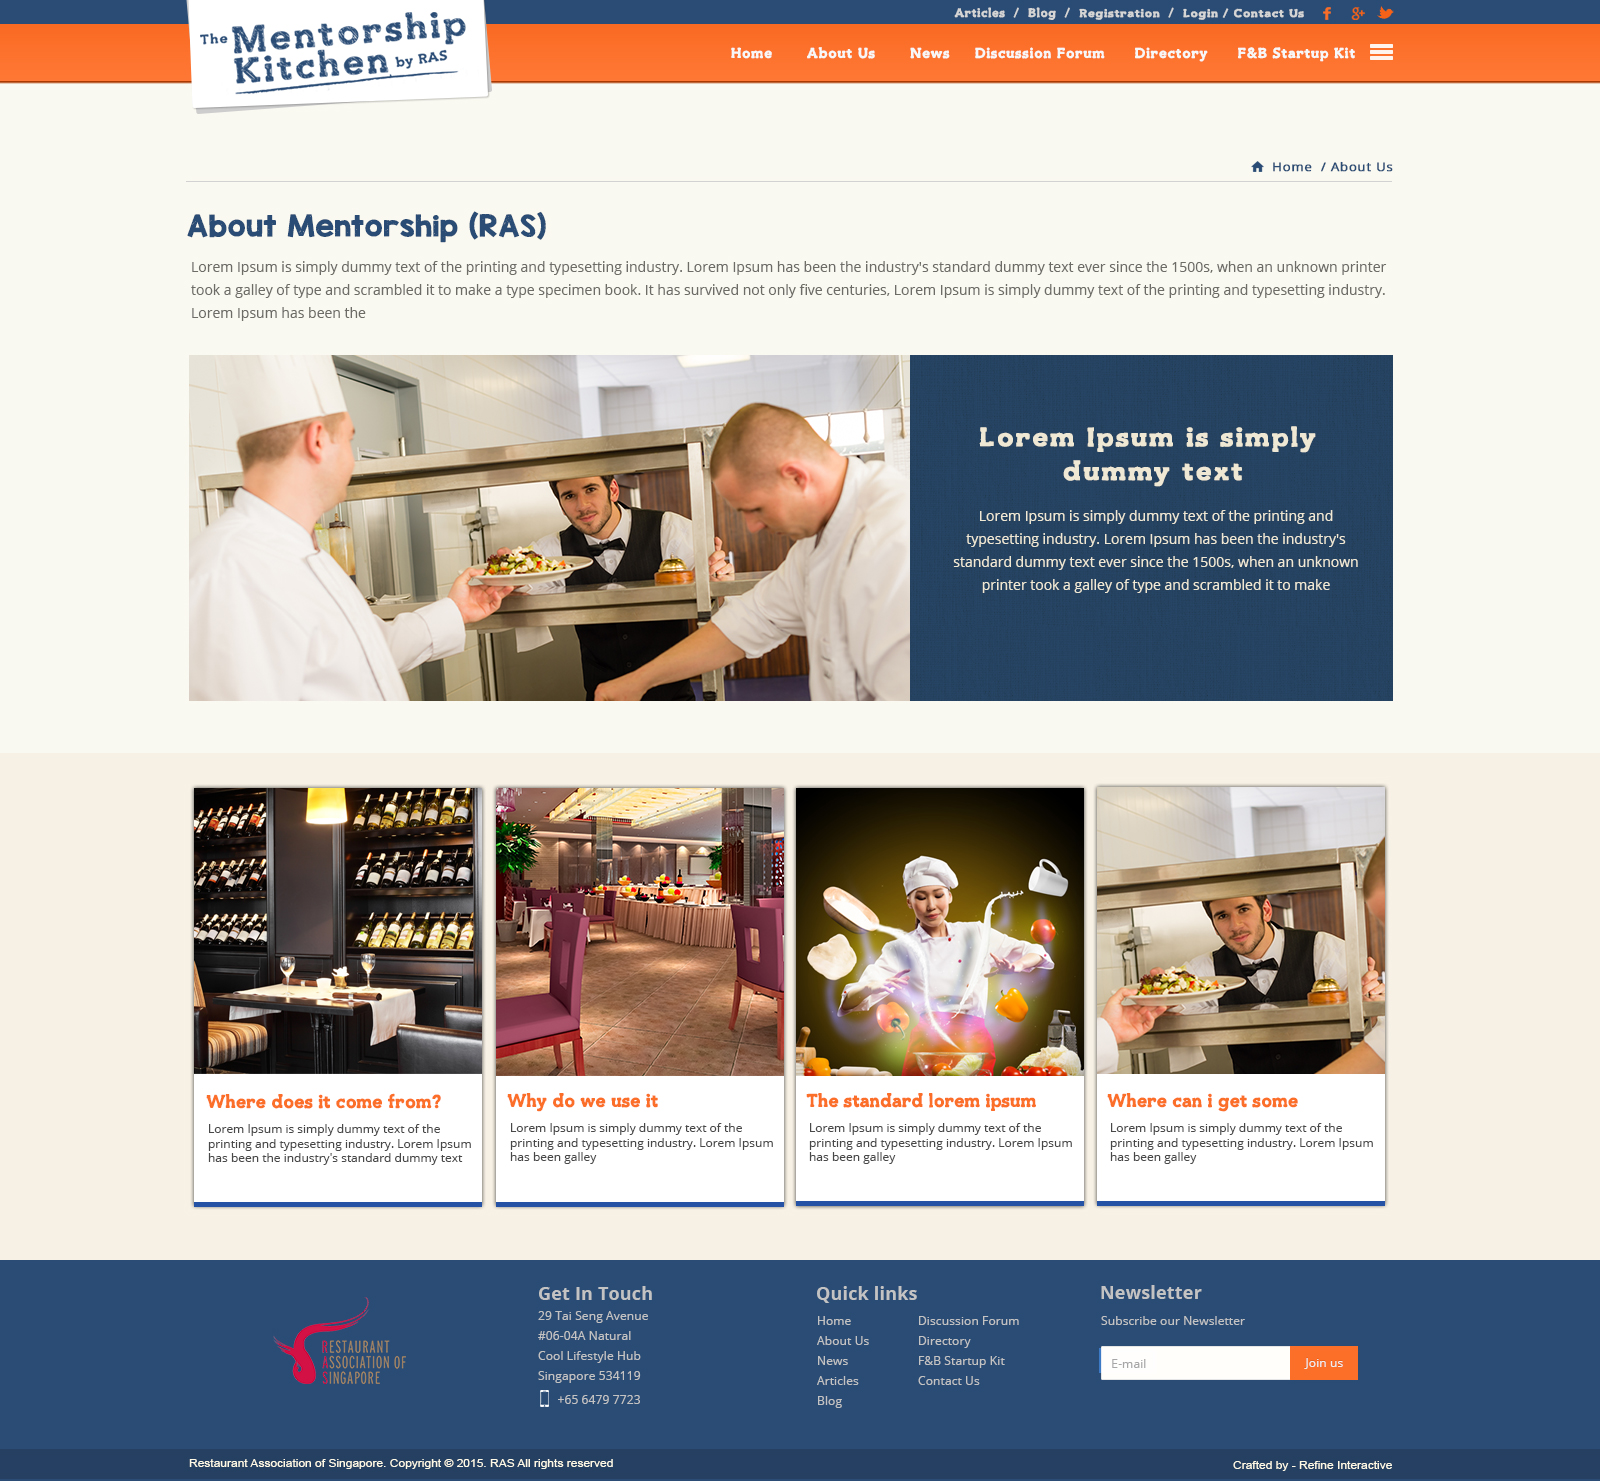 Articles / Blog / Registration / Login / Contact Us
The Mentorship
Kitchen by RAS
Home About Us News Discussion Forum Directory F&B Startup Kit
Home / About Us
About Mentorship (RAS)
Lorem Ipsum is simply dummy text of the printing and typesetting industry. Lorem Ipsum has been the industry's standard dummy text ever since the 1500s, when an unknown printer
took a galley of type and scrambled it to make a type specimen book. It has survived not only five centuries, Lorem Ipsum is simply dummy text of the printing and typesetting industry.
Lorem Ipsum has been the
Lorem Ipsum is simply
dummy text
Lorem Ipsum is simply dummy text of the printing and
typesetting industry. Lorem Ipsum has been the industry's
standard dummy text ever since the 1500s, when an unknown
printer took a galley of type and scrambled it to make
Where does it come from?
Lorem Ipsum is simply dummy text of the
printing and typesetting industry. Lorem Ipsum
has been the industry's standard dummy text
Why do we use it
Lorem Ipsum is simply dummy text of the
printing and typesetting industry. Lorem Ipsum
has been galley
The standard lorem ipsum
Lorem Ipsum is simply dummy text of the
printing and typesetting industry. Lorem Ipsum
has been galley
Where can i get some
Lorem Ipsum is simply dummy text of the
printing and typesetting industry. Lorem Ipsum
has been galley
RESTAURANT
ASSOCIATION OF
SINGAPORE
Get In Touch
29 Tai Seng Avenue
#06-04A Natural
Cool Lifestyle Hub
Singapore 534119
+65 6479 7723
Quick links
Home
About Us
News
Articles
Blog
Discussion Forum
Directory
F&B Startup Kit
Contact Us
Newsletter
Subscribe our Newsletter
E-mail
Join us
Restaurant Association of Singapore. Copyright © 2015. RAS All rights reserved
Crafted by - Refine Interactive